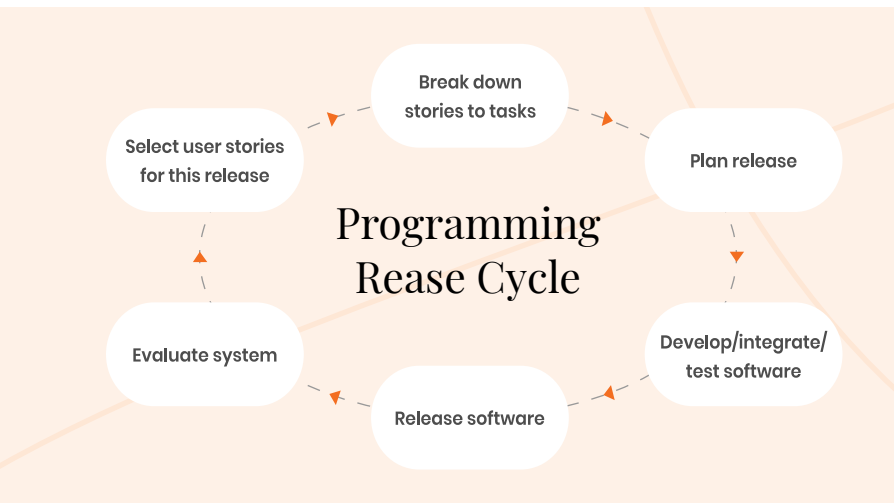 Break down
stories to tasks
Select user stories
for this release
Plan release
Programming
Rease Cycle
Evaluate system
Develop/integrate/
test software
Release software